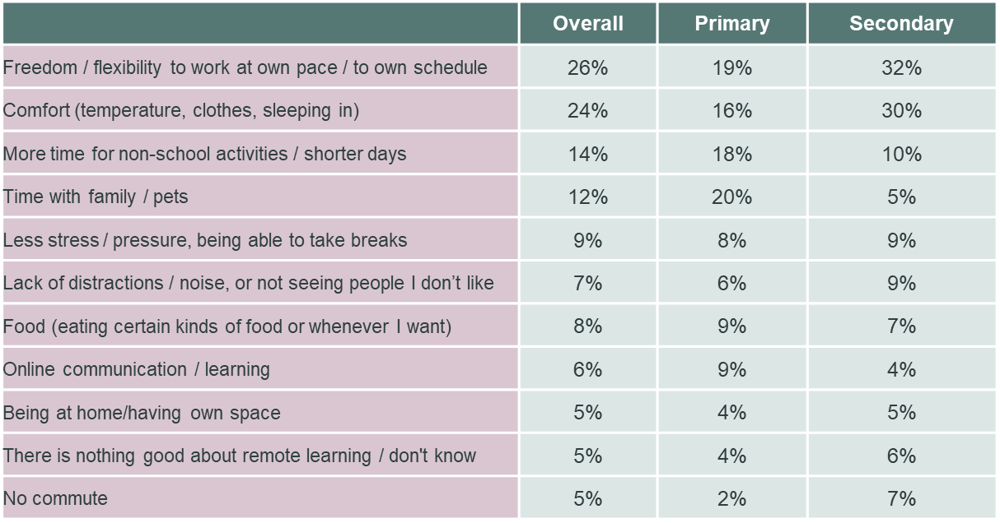 Overall Primary Secondary
Freedom / flexibility to work at own pace / to own schedule 26% 19% 32%
Comfort (temperature, clothes, sleeping in) 24% 16% 30%
More time for non-school activities / shorter days 14% 18% 10%
Time with family / pets 12% 20% 5%
Less stress / pressure, being able to take breaks 9% 8% 9%
Lack of distractions / noise, or not seeing people I don’t like 7% 6% 9%
Food (eating certain kinds of food or whenever I want) 8% 9% 7%
Online communication / learning 6% 9% 4%
Being at home/having own space 5% 4% 5%
There is nothing good about remote learning / don't know 5% 4% 6%
No commute 5% 2% 7%